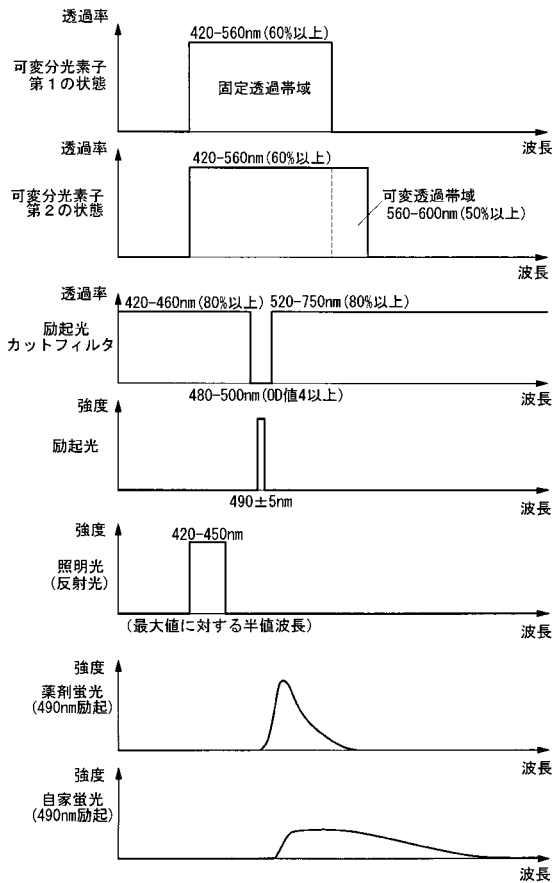 透過率
420-560nm(60%以上)
可変分光素子
第1の状態
固定透過帯域
波長
透過率
420-560nm(60%以上)
可変分光素子
第2の状態
可変透過帯域
560-600nm(50%以上)
波長
透過率
420-460nm(80%以上) 520-750nm(80%以上)
励起光
カットフィルタ
波長
480-500nm(OD値4以上)
強度
励起光
490±5nm
波長
強度
420-450nm
照明光
(反射光)
(最大値に対する半値波長)
波長
強度
薬剤蛍光
(490nm励起)
波長
強度
自家蛍光
(490nm励起)
波長